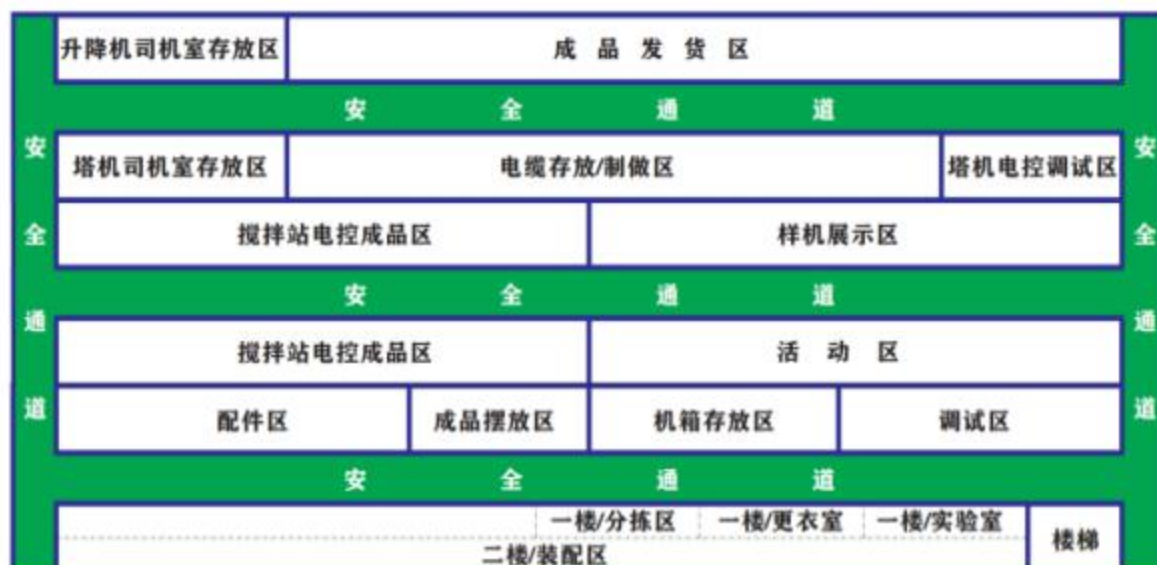 升降机司机室存放区
成品发货区
安全通道
塔机司机室存放区
电缆存放/制做区
塔机电控调试区
搅拌站电控成品区
样机展示区
安全通道
搅拌站电控成品区
活动区
配件区
成品摆放区
机箱存放区
调试区
安全通道
一楼/分拣区
一楼/更衣室
一楼/实验室
二楼/装配区
楼梯
安全通道
安全通道